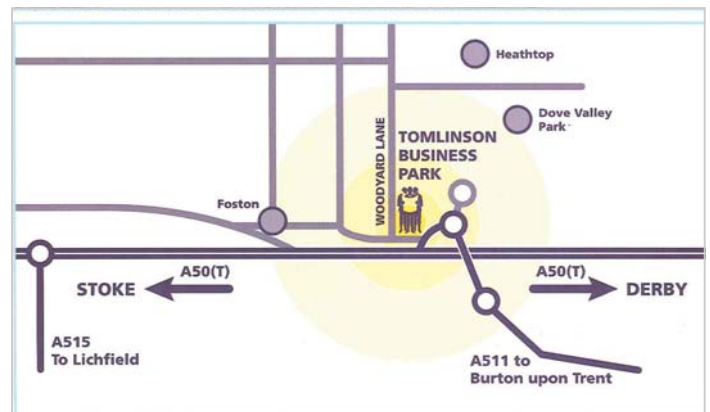 Heathtop
Dove Valley
Park
WOODYARD LANE
TOMLINSON
BUSINESS
PARK
Foston
A50(T)
STOKE
A50(T)
DERBY
A515
To Lichfield
A511 to
Burton upon Trent